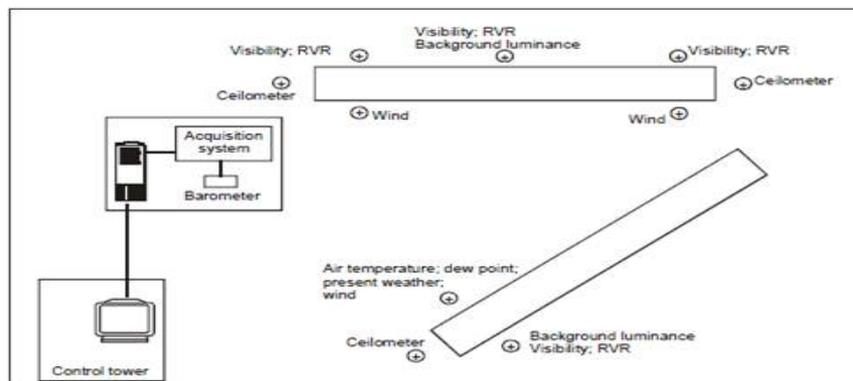 Visibility; RVR
Background luminance
Visibility; RVR
Visibility; RVR
Ceilometer
Ceilometer
Wind
Wind
Acquisition
system
Barometer
Air temperature; dew point;
present weather;
wind
Ceilometer
Background luminance
Visibility; RVR
Control tower